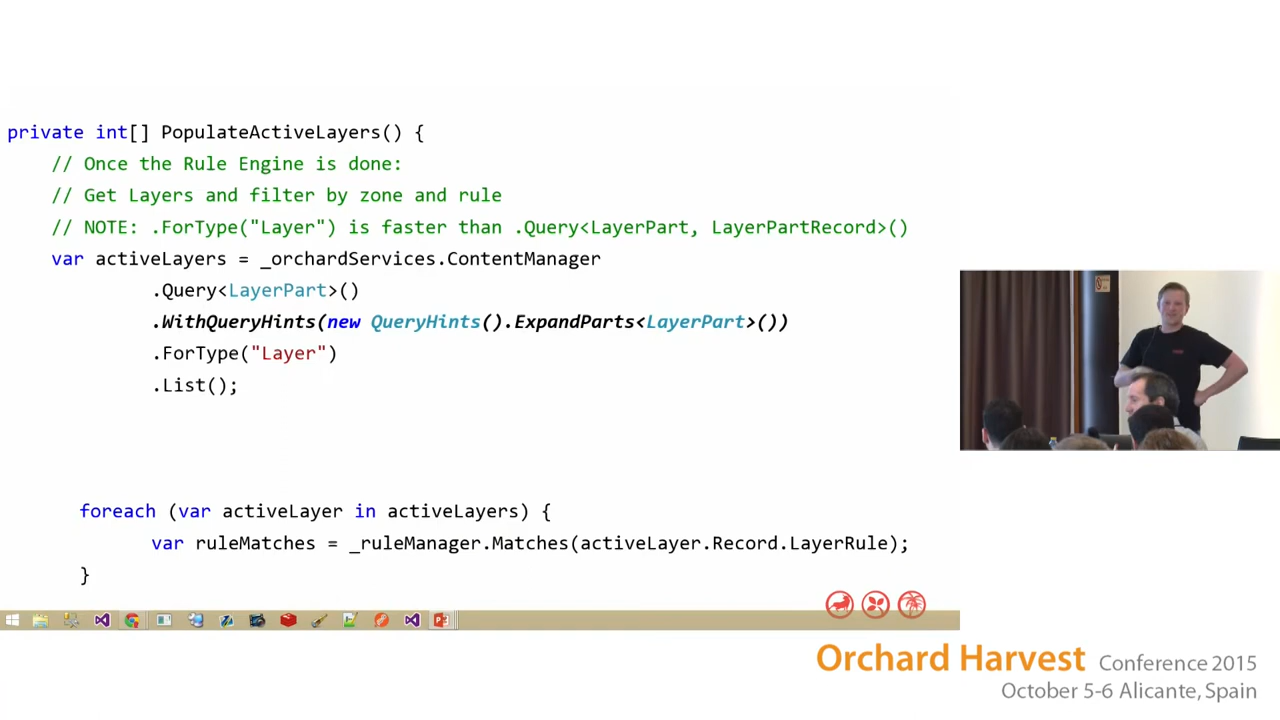 private int[] PopulateActiveLayers() {
// Once the Rule Engine is done:
// Get Layers and filter by zone and rule
// NOTE: .ForType("Layer") is faster than .Query<LayerPart, LayerPartRecord>()
var activeLayers = _orchardServices.ContentManager
.Query<LayerPart>()
.WithQueryHints(new QueryHints().ExpandParts<LayerPart>())
.ForType("Layer")
.List();
foreach (var activeLayer in activeLayers) {
var ruleMatches = _ruleManager.Matches(activeLayer.Record.LayerRule);
}
Orchard Harvest Conference 2015
October 5-6 Alicante, Spain